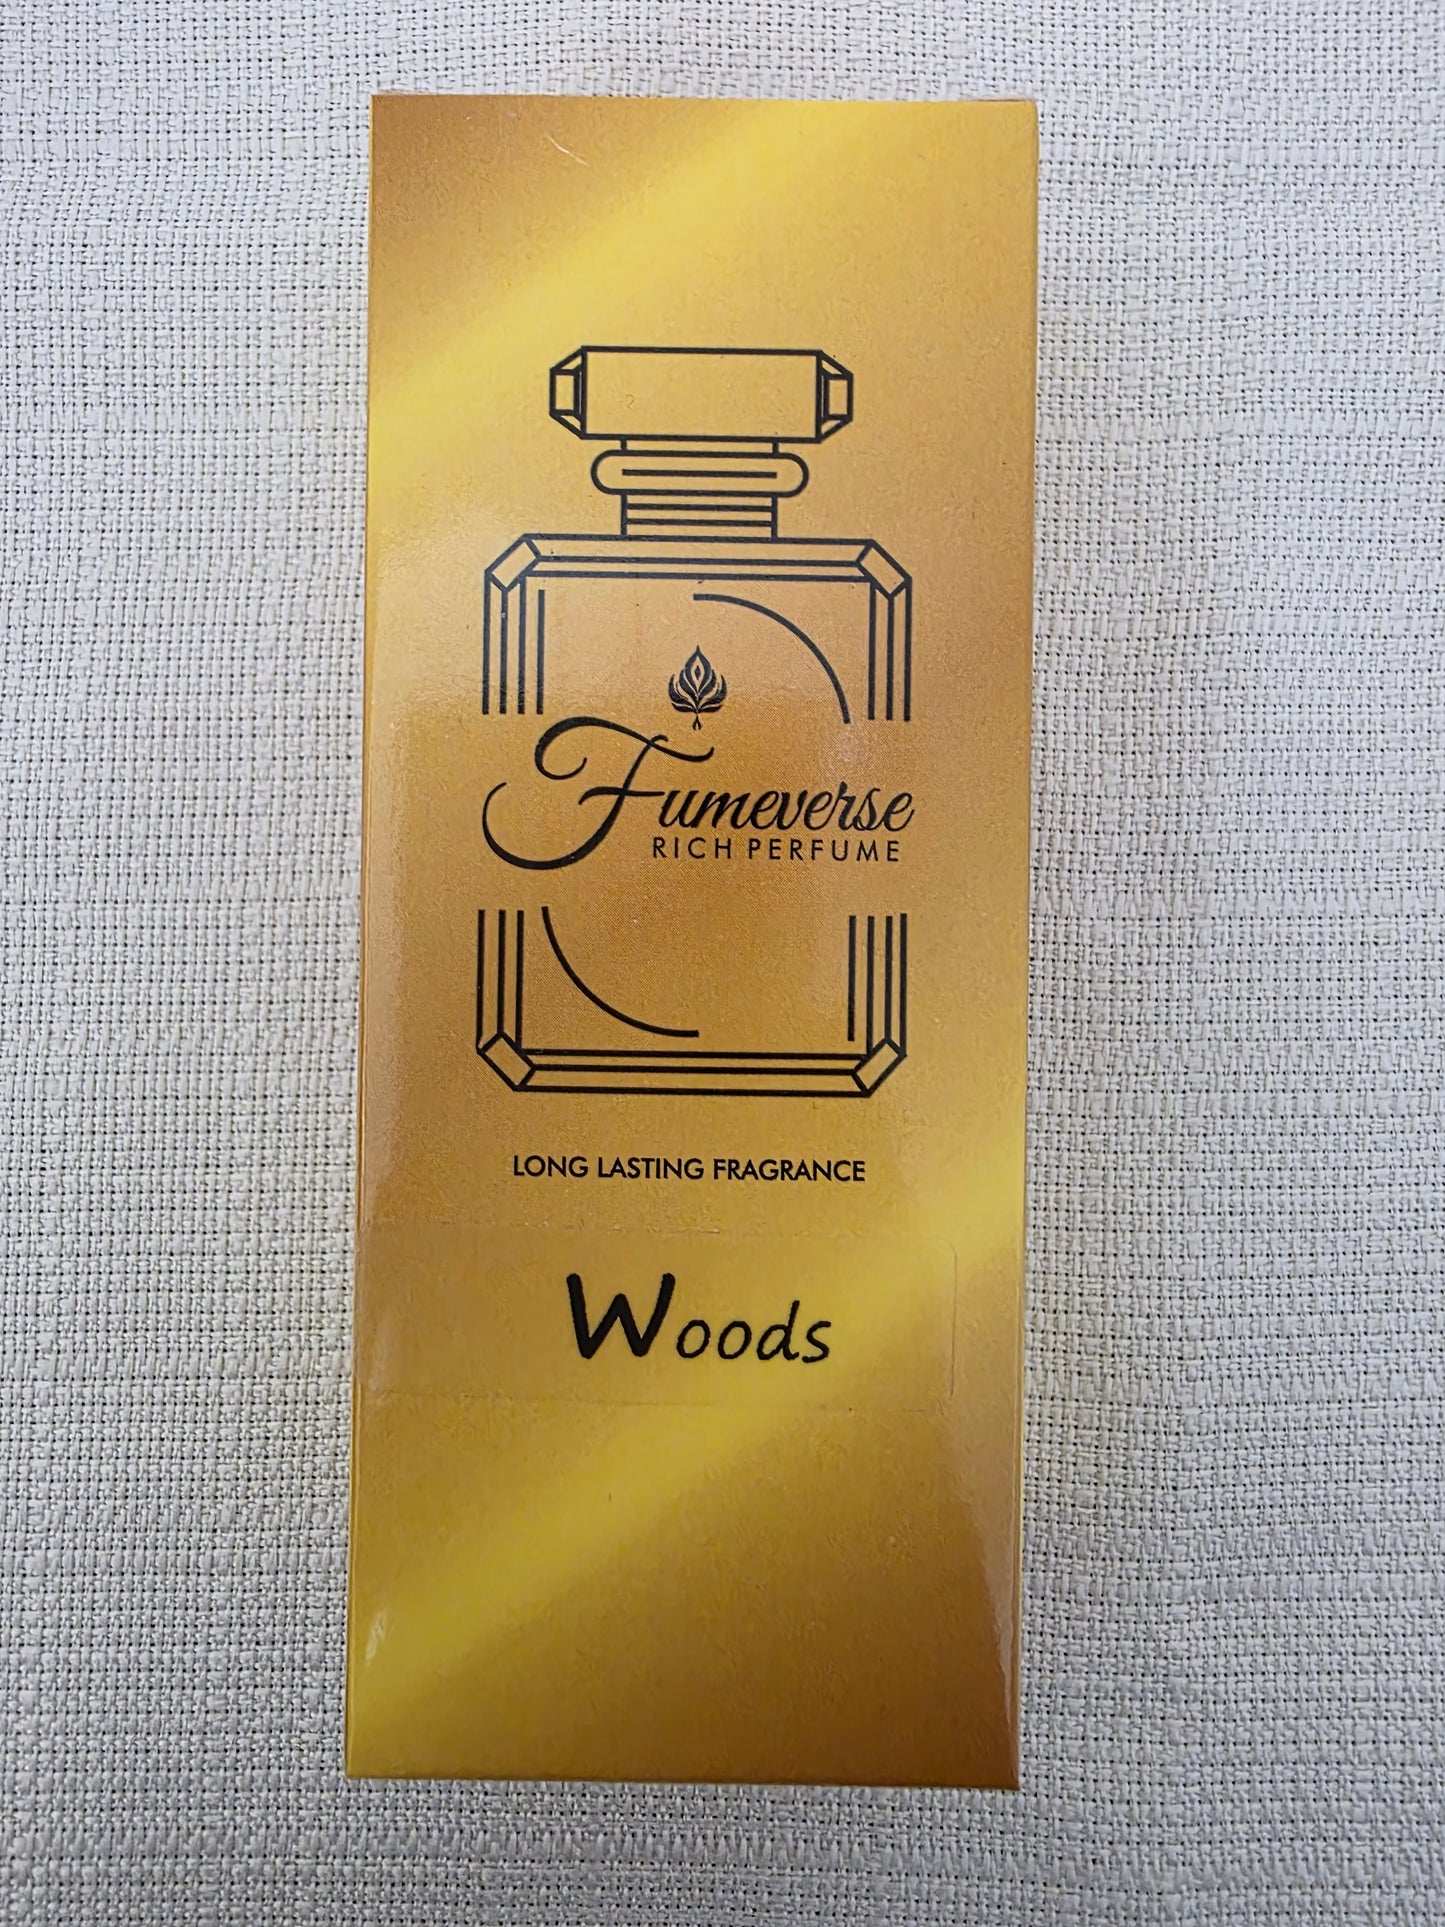 Fumeverse
RICH PERFUME
LONG LASTING FRAGRANCE
Woods